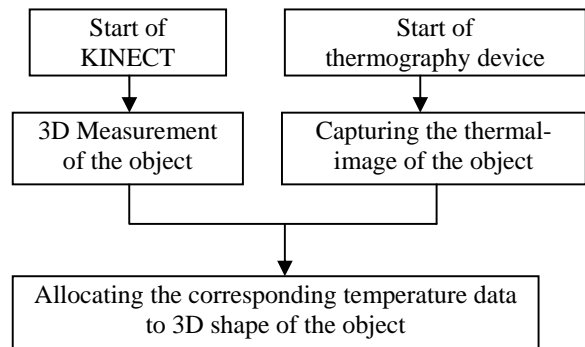 Start of
KINECT
Start of
thermography device
3D Measurement
of the object
Capturing the thermal-
image of the object
Allocating the corresponding temperature data
to 3D shape of the object